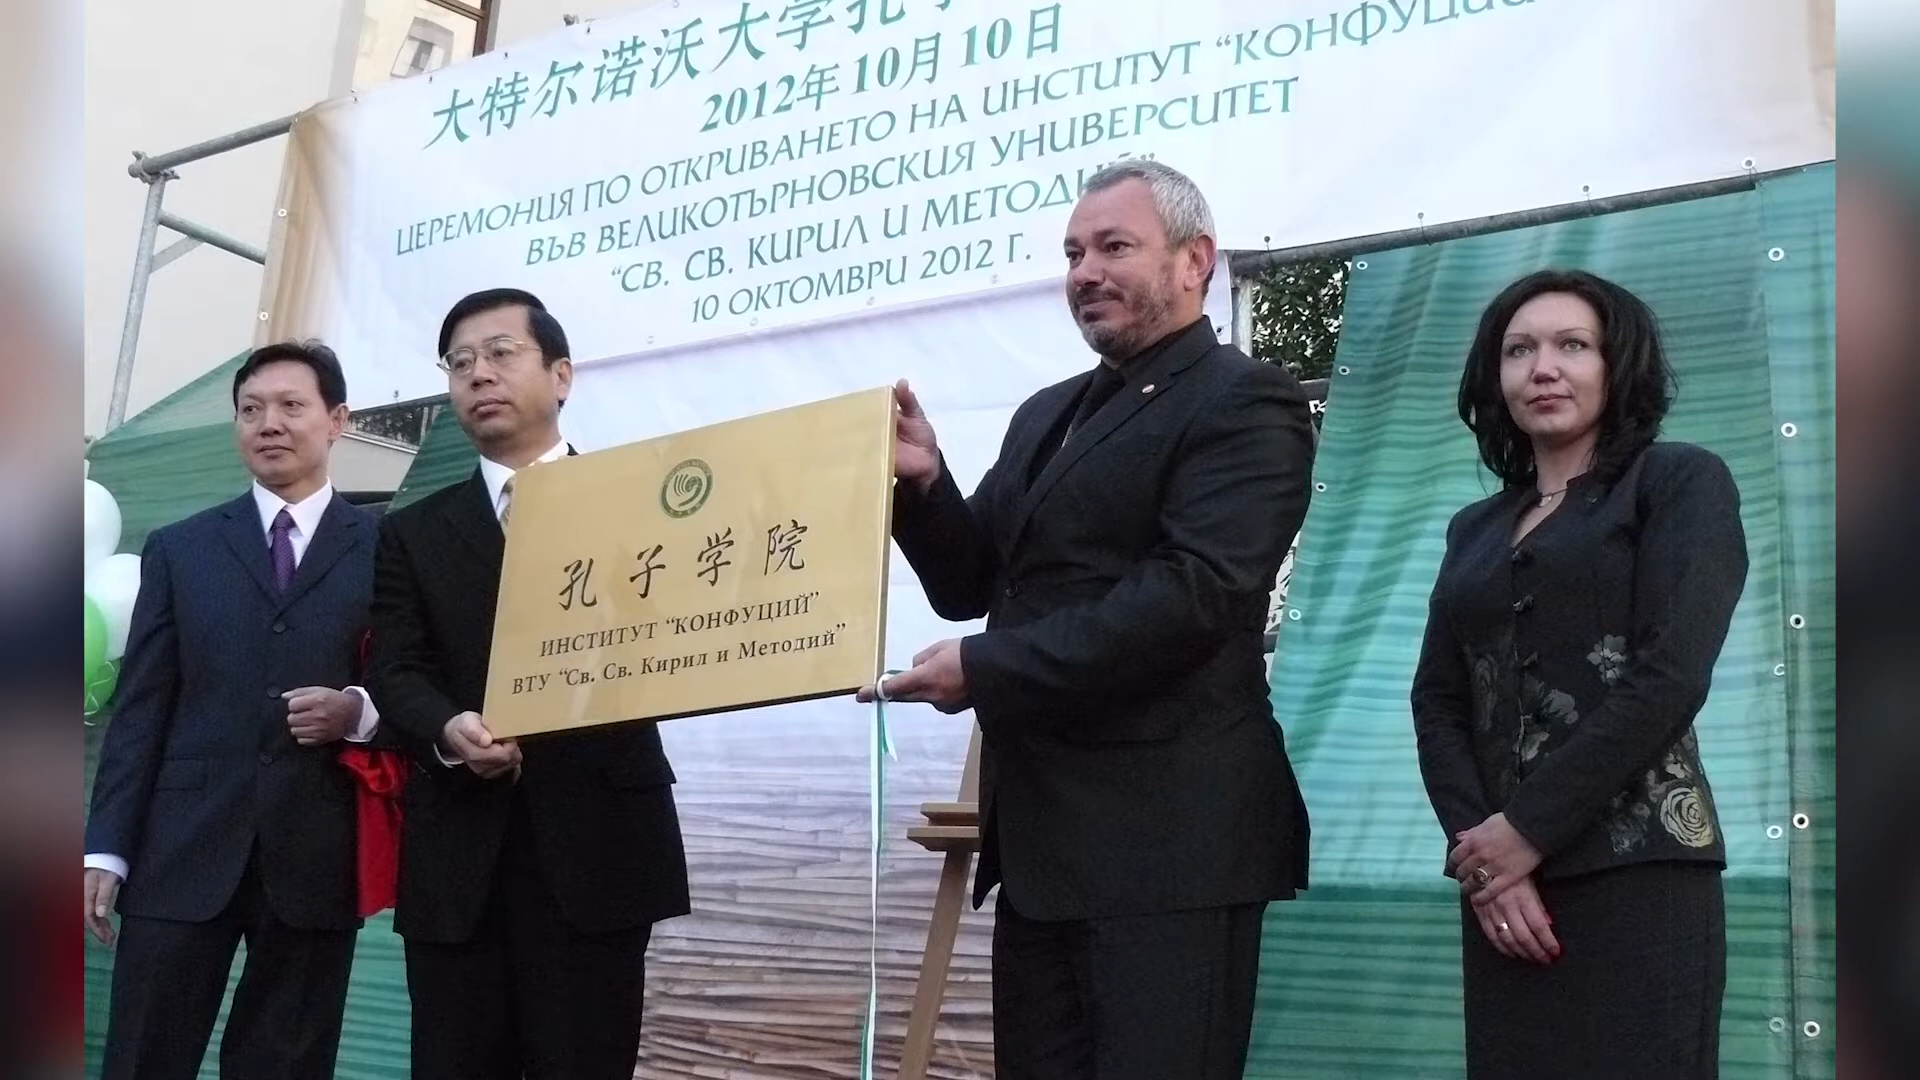 大特尔诺沃大学孔子
2012年10月10日
ЦЕРЕМОНИЯ ПО ОТКРИВАНЕТО НА ИНСТИТУТ “КОНФУЦИЙ
ВЪВ ВЕЛИКОТЪРНОВСКИЯ УНИВЕРСИТЕТ
“СВ. СВ. КИРИЛ И МЕТОДИЙ”
10 ОКТОМВРИ 2012 Г.
孔子学院
ИНСТИТУТ “КОНФУЦИЙ”
ВТУ “Св. Св. Кирил и Методий”